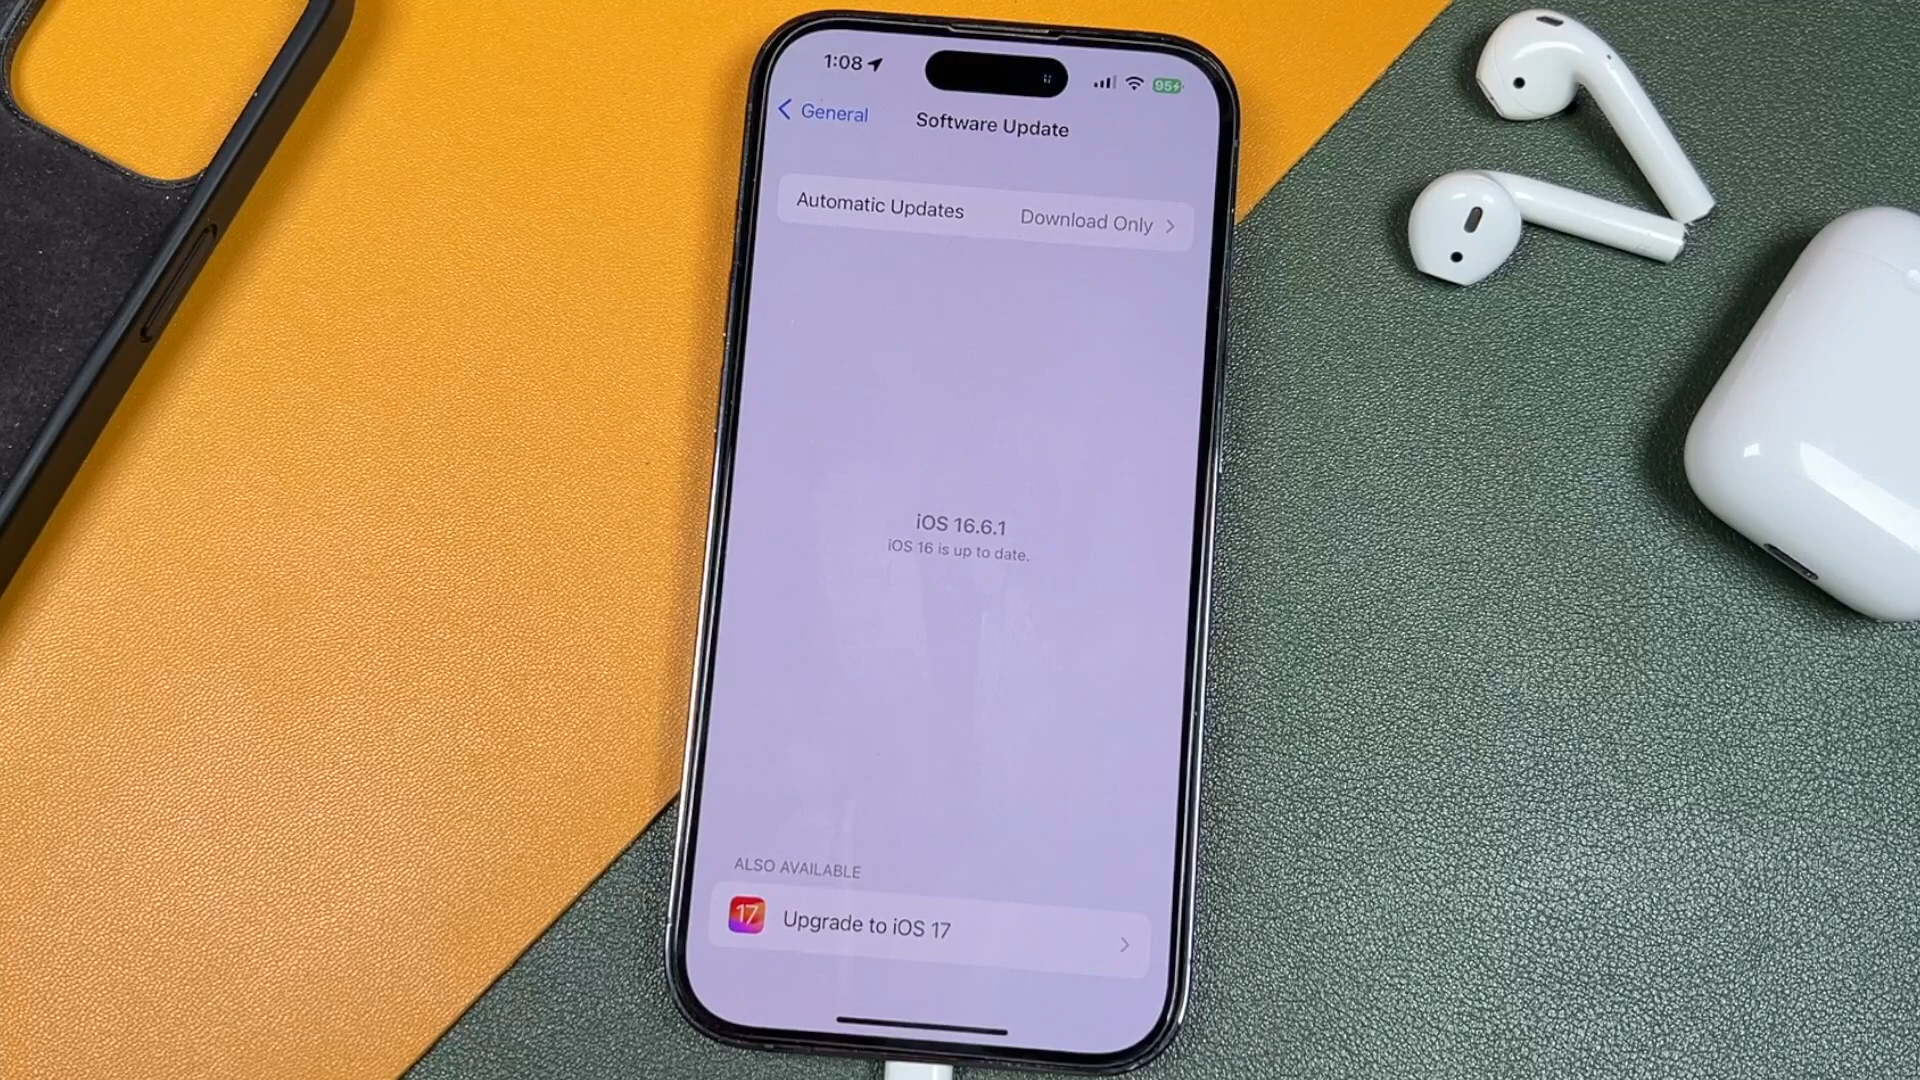 1:08
95
General
Software Update
Automatic Updates Download Only
iOS 16.6.1
iOS 16 is up to date.
ALSO AVAILABLE
17 Upgrade to iOS 17